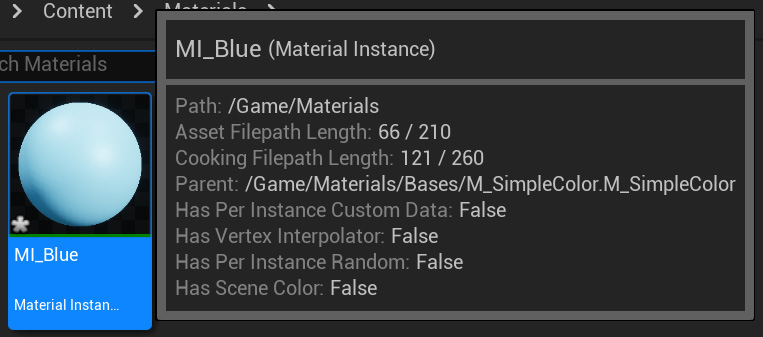 Content
Materials
ch Materials
MI_Blue (Material Instance)
Path: /Game/Materials
Asset Filepath Length: 66 / 210
Cooking Filepath Length: 121 / 260
Parent: /Game/Materials/Bases/M_SimpleColor.M_SimpleColor
Has Per Instance Custom Data: False
Has Vertex Interpolator: False
Has Per Instance Random: False
Has Scene Color: False
MI_Blue
Material Instan...